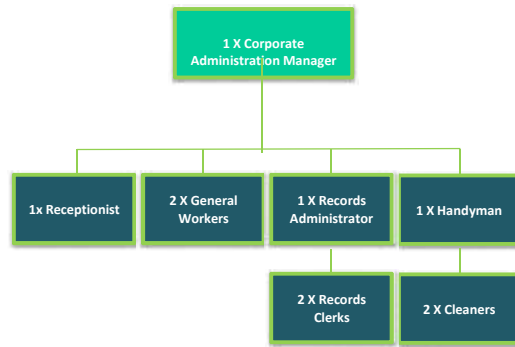 1 X Corporate
Administration Manager
1x Receptionist
2 X General
Workers
1 X Records
Administrator
1 X Handyman
2 X Records
Clerks
2 X Cleaners